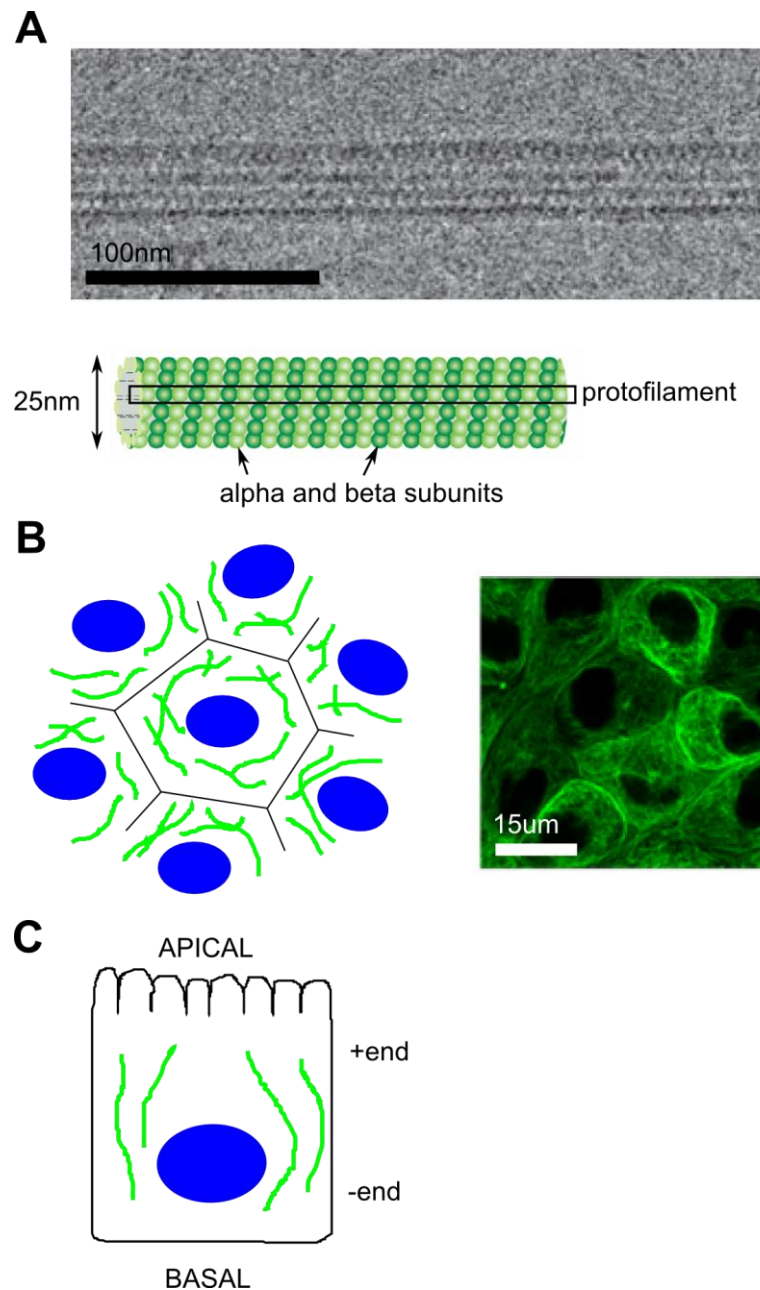 A
100nm
25nm
protofilament
alpha and beta subunits
B
15um
C
APICAL
+end
-end
BASAL